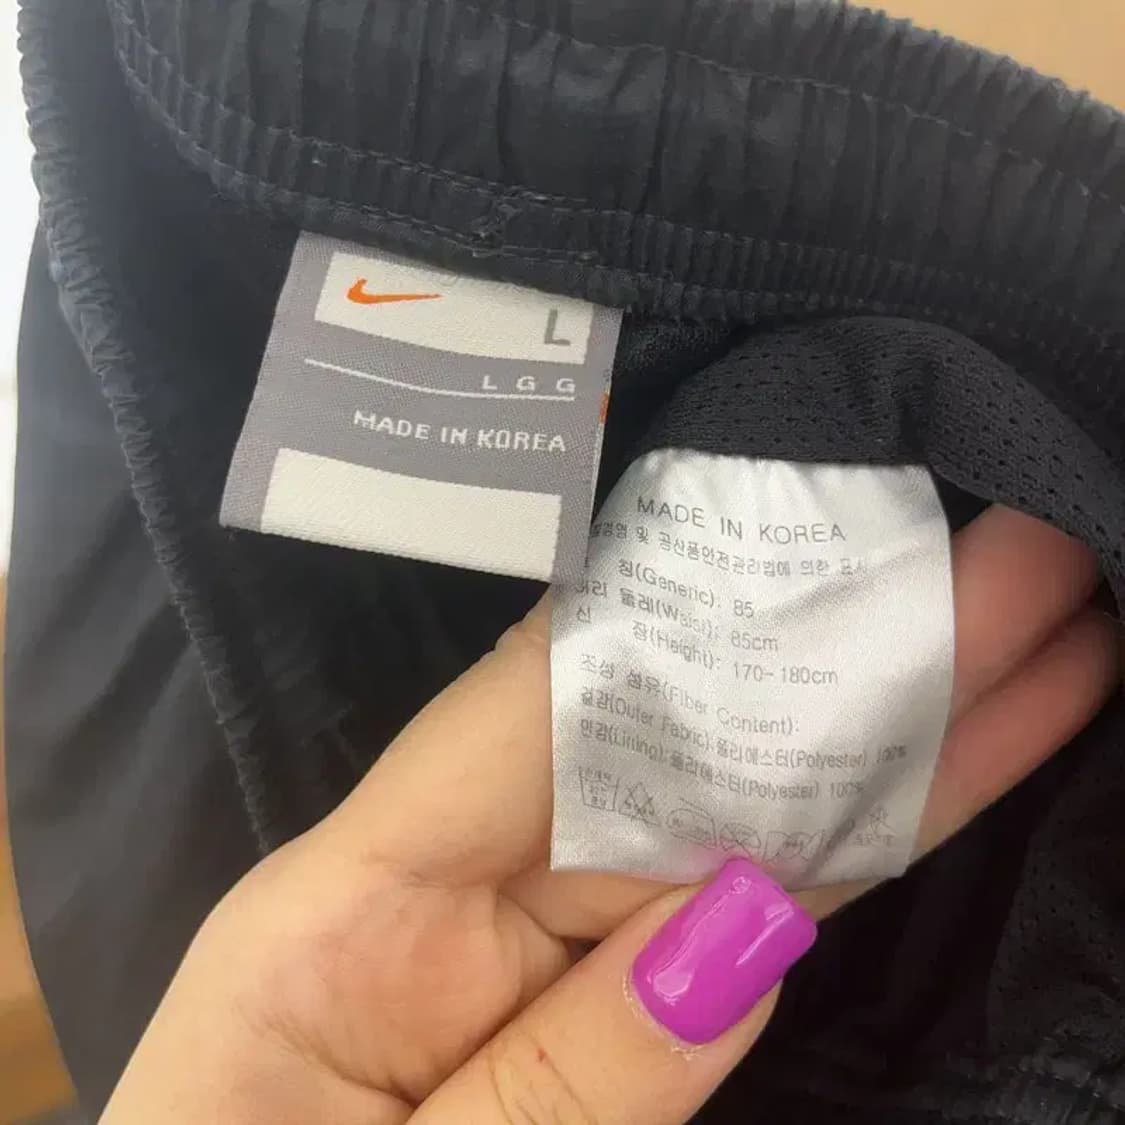 L
L G G
MADE IN KOREA
MADE IN KOREA
및 공산품안전관리법에 의한 표시
칭(Generic): 85
허리 둘레(Waist): 85cm
신 장(Height): 170-180cm
조성 섬유(Fiber Content):
겉감(Outer Fabric):폴리에스터(Polyester) 100%
안감(Lining):폴리에스터(Polyester) 100%